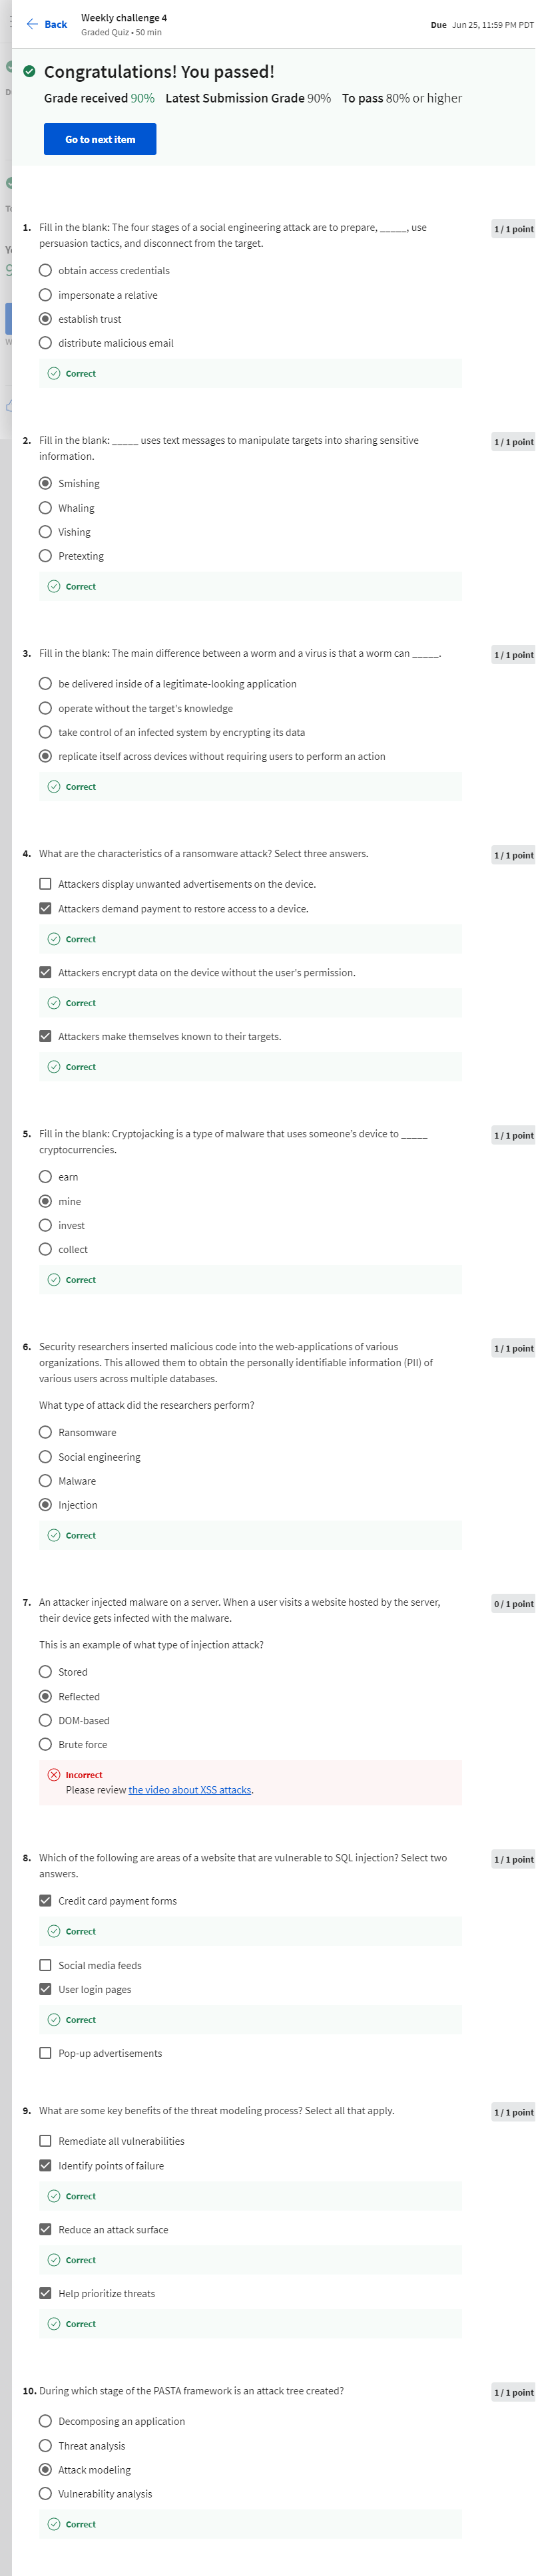 Back
Weekly challenge 4
Graded Quiz • 50 min
Due Jun 25, 11:59 PM PDT
Congratulations! You passed!
Grade received 90% Latest Submission Grade 90% To pass 80% or higher
Go to next item
1. Fill in the blank: The four stages of a social engineering attack are to prepare, _____, use
persuasion tactics, and disconnect from the target.
1 / 1 point
obtain access credentials
impersonate a relative
establish trust
distribute malicious email
Correct
2. Fill in the blank: _____ uses text messages to manipulate targets into sharing sensitive
information.
1 / 1 point
Smishing
Whaling
Vishing
Pretexting
Correct
3. Fill in the blank: The main difference between a worm and a virus is that a worm can _____.
1 / 1 point
be delivered inside of a legitimate-looking application
operate without the target's knowledge
take control of an infected system by encrypting its data
replicate itself across devices without requiring users to perform an action
Correct
4. What are the characteristics of a ransomware attack? Select three answers.
1 / 1 point
Attackers display unwanted advertisements on the device.
Attackers demand payment to restore access to a device.
Correct
Attackers encrypt data on the device without the user's permission.
Correct
Attackers make themselves known to their targets.
Correct
5. Fill in the blank: Cryptojacking is a type of malware that uses someone’s device to _____
cryptocurrencies.
1 / 1 point
earn
mine
invest
collect
Correct
6. Security researchers inserted malicious code into the web-applications of various
organizations. This allowed them to obtain the personally identifiable information (PII) of
various users across multiple databases.
1 / 1 point
What type of attack did the researchers perform?
Ransomware
Social engineering
Malware
Injection
Correct
7. An attacker injected malware on a server. When a user visits a website hosted by the server,
their device gets infected with the malware.
0 / 1 point
This is an example of what type of injection attack?
Stored
Reflected
DOM-based
Brute force
Incorrect
Please review the video about XSS attacks.
8. Which of the following are areas of a website that are vulnerable to SQL injection? Select two
answers.
1 / 1 point
Credit card payment forms
Correct
Social media feeds
User login pages
Correct
Pop-up advertisements
9. What are some key benefits of the threat modeling process? Select all that apply.
1 / 1 point
Remediate all vulnerabilities
Identify points of failure
Correct
Reduce an attack surface
Correct
Help prioritize threats
Correct
10. During which stage of the PASTA framework is an attack tree created?
1 / 1 point
Decomposing an application
Threat analysis
Attack modeling
Vulnerability analysis
Correct